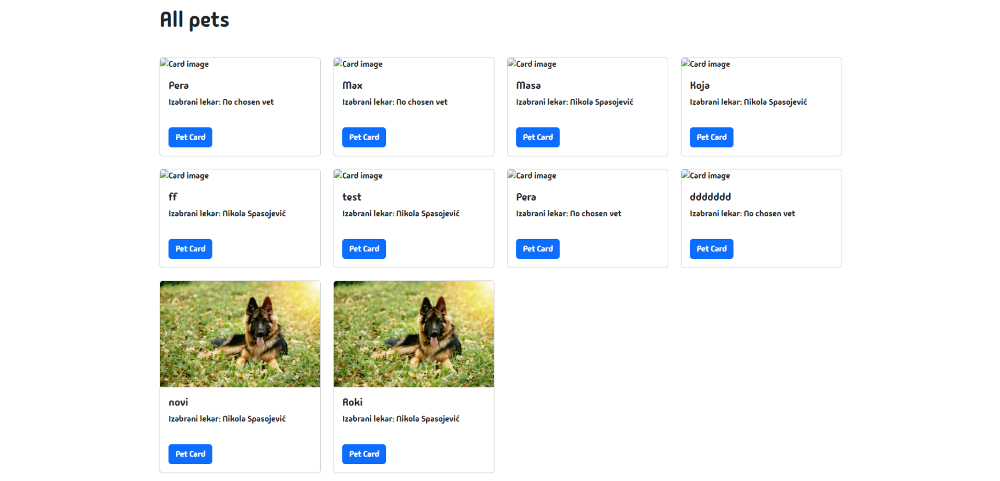 All pets
Card image
Pera
Izabrani lekar: No chosen vet
Pet Card
Card image
Max
Izabrani lekar: No chosen vet
Pet Card
Card image
Masa
Izabrani lekar: Nikola Spasojević
Pet Card
Card image
Koja
Izabrani lekar: Nikola Spasojević
Pet Card
Card image
ff
Izabrani lekar: Nikola Spasojević
Pet Card
Card image
test
Izabrani lekar: Nikola Spasojević
Pet Card
Card image
Pera
Izabrani lekar: No chosen vet
Pet Card
Card image
ddddddd
Izabrani lekar: No chosen vet
Pet Card
novi
Izabrani lekar: Nikola Spasojević
Pet Card
Roki
Izabrani lekar: Nikola Spasojević
Pet Card